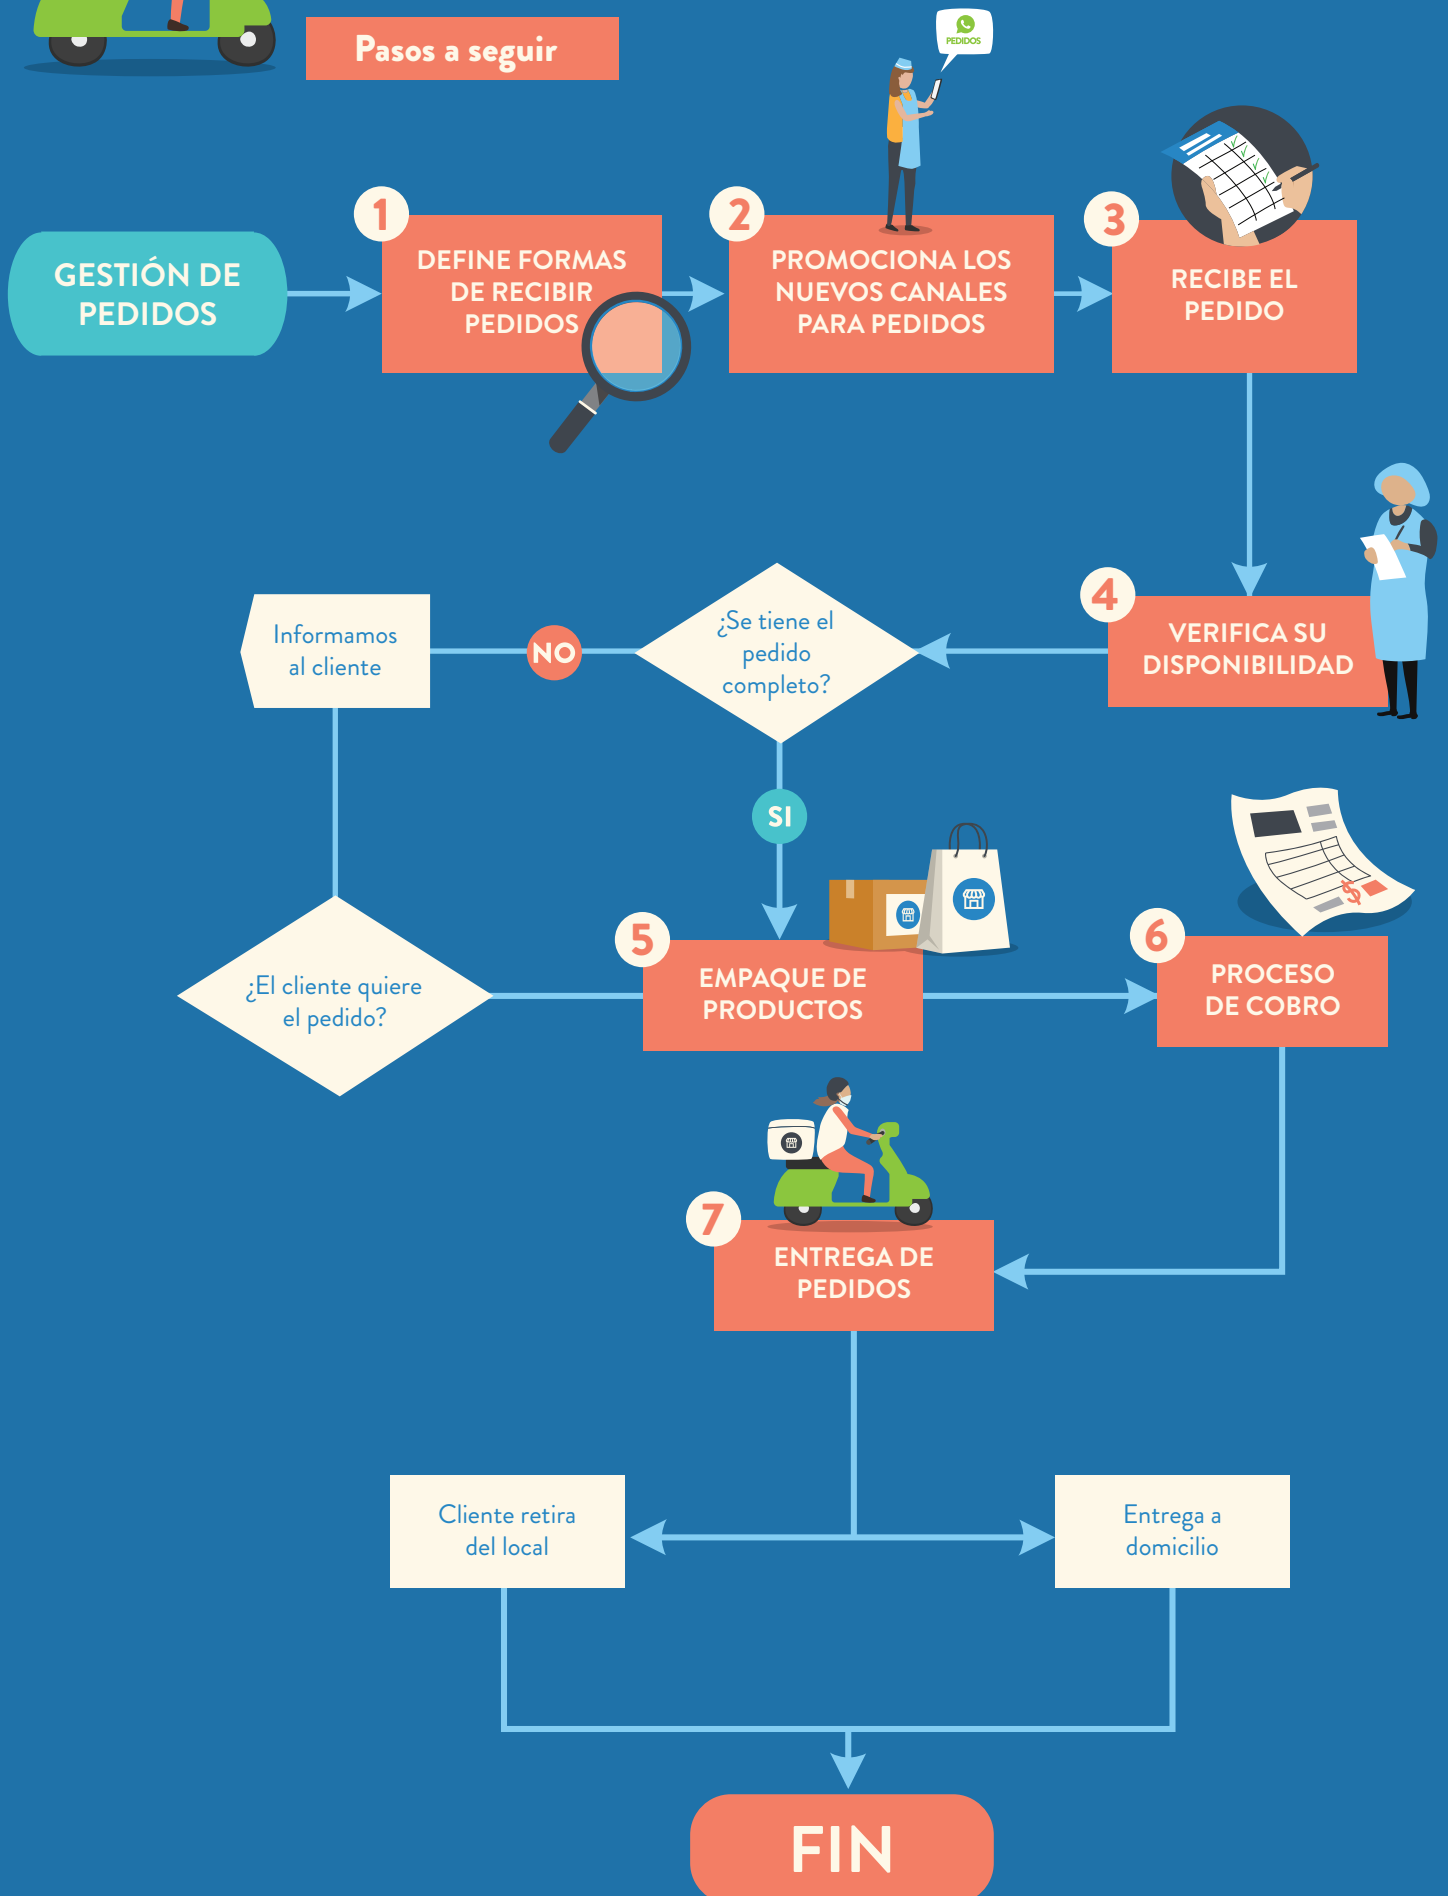 Pasos a seguir
PEDIDOS
GESTIÓN DE
PEDIDOS
1
DEFINE FORMAS
DE RECIBIR
PEDIDOS
2
PROMOCIONA LOS
NUEVOS CANALES
PARA PEDIDOS
3
RECIBE EL
PEDIDO
4
VERIFICA SU
DISPONIBILIDAD
¿Se tiene el
pedido
completo?
NO
Informamos
al cliente
SI
¿El cliente quiere
el pedido?
5
EMPAQUE DE
PRODUCTOS
6
PROCESO
DE COBRO
$
7
ENTREGA DE
PEDIDOS
Cliente retira
del local
Entrega a
domicilio
FIN